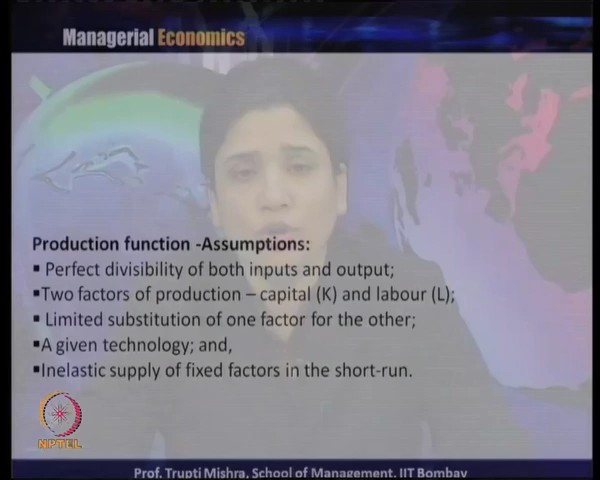 Managerial Economics
Production function -Assumptions:
▪ Perfect divisibility of both inputs and output;
▪Two factors of production – capital (K) and labour (L);
▪ Limited substitution of one factor for the other;
▪A given technology; and,
▪Inelastic supply of fixed factors in the short-run.
NPTEL
Prof. Trupti Mishra, School of Management, IIT Bombay